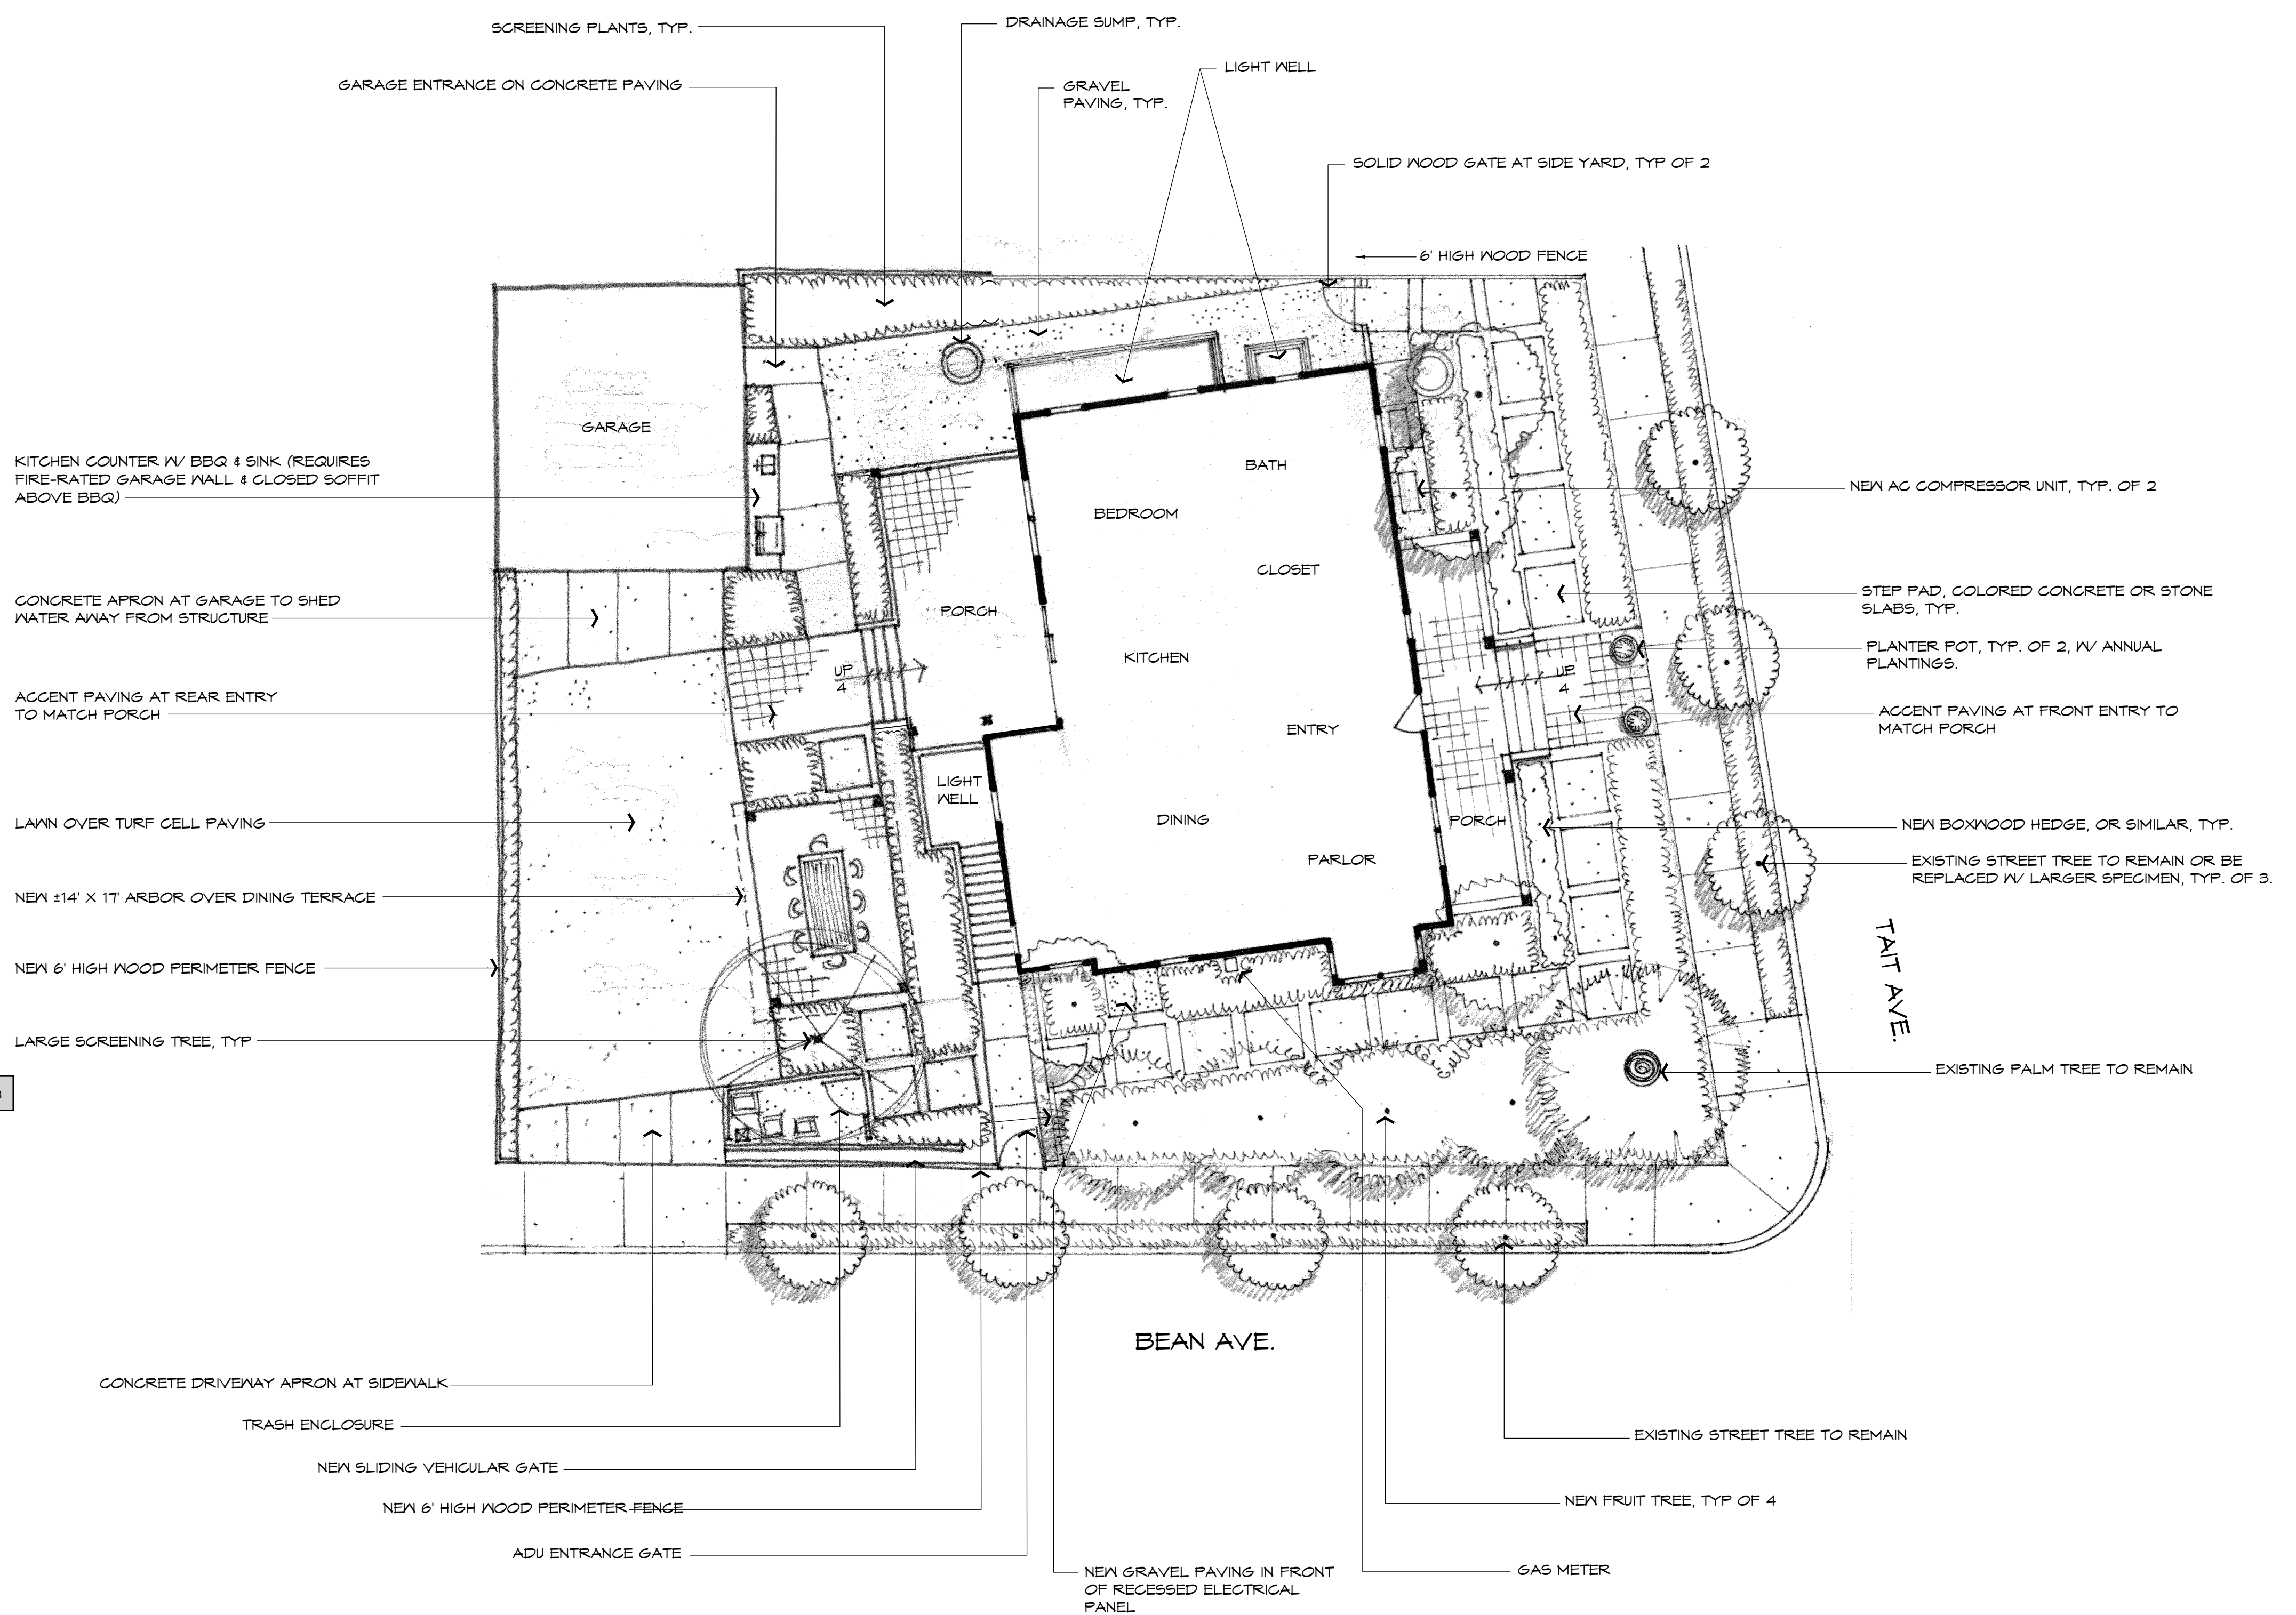 SCREENING PLANTS, TYP.
DRAINAGE SUMP, TYP.
GARAGE ENTRANCE ON CONCRETE PAVING
GRAVEL
PAVING, TYP.
LIGHT WELL
SOLID WOOD GATE AT SIDE YARD, TYP OF 2
6' HIGH WOOD FENCE
GARAGE
KITCHEN COUNTER W/ BBQ & SINK (REQUIRES
FIRE-RATED GARAGE WALL & CLOSED SOFFIT
ABOVE BBQ)
BATH
BEDROOM
NEW AC COMPRESSOR UNIT, TYP. OF 2
CLOSET
CONCRETE APRON AT GARAGE TO SHED
WATER AWAY FROM STRUCTURE
PORCH
STEP PAD, COLORED CONCRETE OR STONE
SLABS, TYP.
KITCHEN
PLANTER POT, TYP. OF 2, W/ ANNUAL
PLANTINGS.
UP
4
UP
4
ACCENT PAVING AT REAR ENTRY
TO MATCH PORCH
ENTRY
ACCENT PAVING AT FRONT ENTRY TO
MATCH PORCH
LIGHT
WELL
LAWN OVER TURF CELL PAVING
DINING
PORCH
NEW BOXWOOD HEDGE, OR SIMILAR, TYP.
PARLOR
EXISTING STREET TREE TO REMAIN OR BE
REPLACED W/ LARGER SPECIMEN, TYP. OF 3.
NEW ±14' X 17' ARBOR OVER DINING TERRACE
TAIT AVE.
NEW 6' HIGH WOOD PERIMETER FENCE
LARGE SCREENING TREE, TYP
EXISTING PALM TREE TO REMAIN
BEAN AVE.
CONCRETE DRIVEWAY APRON AT SIDEWALK
TRASH ENCLOSURE
EXISTING STREET TREE TO REMAIN
NEW SLIDING VEHICULAR GATE
NEW 6' HIGH WOOD PERIMETER FENCE
NEW FRUIT TREE, TYP OF 4
ADU ENTRANCE GATE
NEW GRAVEL PAVING IN FRONT
OF RECESSED ELECTRICAL
PANEL
GAS METER